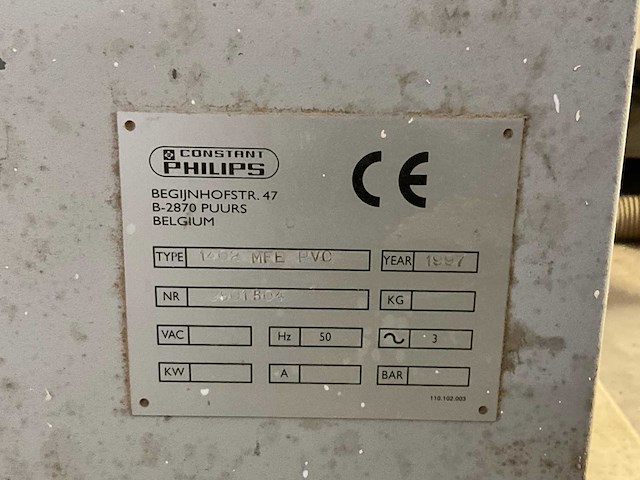 CONSTANT
PHILIPS
CE
BEGIJNHOFSTR. 47
B-2870 PUURS
BELGIUM
TYPE MFE PVC YEAR 1997
NR KG
VAC Hz 50 3
KW A BAR
110.102.003